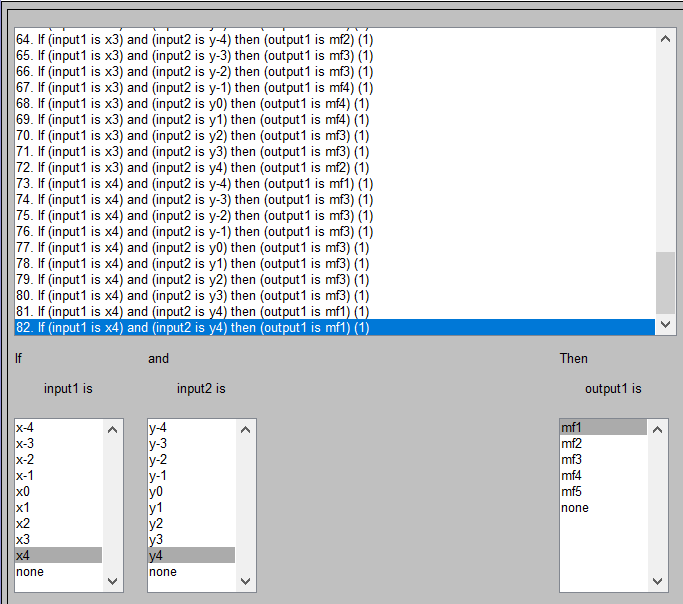 64. If (input1 is x3) and (input2 is y-4) then (output1 is mf2) (1)
65. If (input1 is x3) and (input2 is y-3) then (output1 is mf3) (1)
66. If (input1 is x3) and (input2 is y-2) then (output1 is mf3) (1)
67. If (input1 is x3) and (input2 is y-1) then (output1 is mf4) (1)
68. If (input1 is x3) and (input2 is y0) then (output1 is mf4) (1)
69. If (input1 is x3) and (input2 is y1) then (output1 is mf4) (1)
70. If (input1 is x3) and (input2 is y2) then (output1 is mf3) (1)
71. If (input1 is x3) and (input2 is y3) then (output1 is mf3) (1)
72. If (input1 is x3) and (input2 is y4) then (output1 is mf2) (1)
73. If (input1 is x4) and (input2 is y-4) then (output1 is mf1) (1)
74. If (input1 is x4) and (input2 is y-3) then (output1 is mf3) (1)
75. If (input1 is x4) and (input2 is y-2) then (output1 is mf3) (1)
76. If (input1 is x4) and (input2 is y-1) then (output1 is mf3) (1)
77. If (input1 is x4) and (input2 is y0) then (output1 is mf3) (1)
78. If (input1 is x4) and (input2 is y1) then (output1 is mf3) (1)
79. If (input1 is x4) and (input2 is y2) then (output1 is mf3) (1)
80. If (input1 is x4) and (input2 is y3) then (output1 is mf3) (1)
81. If (input1 is x4) and (input2 is y4) then (output1 is mf1) (1)
82. If (input1 is x4) and (input2 is y4) then (output1 is mf1) (1)
If
input1 is
x-4
x-3
x-2
x-1
x0
x1
x2
x3
x4
none
and
input2 is
y-4
y-3
y-2
y-1
y0
y1
y2
y3
y4
none
Then
output1 is
mf1
mf2
mf3
mf4
mf5
none